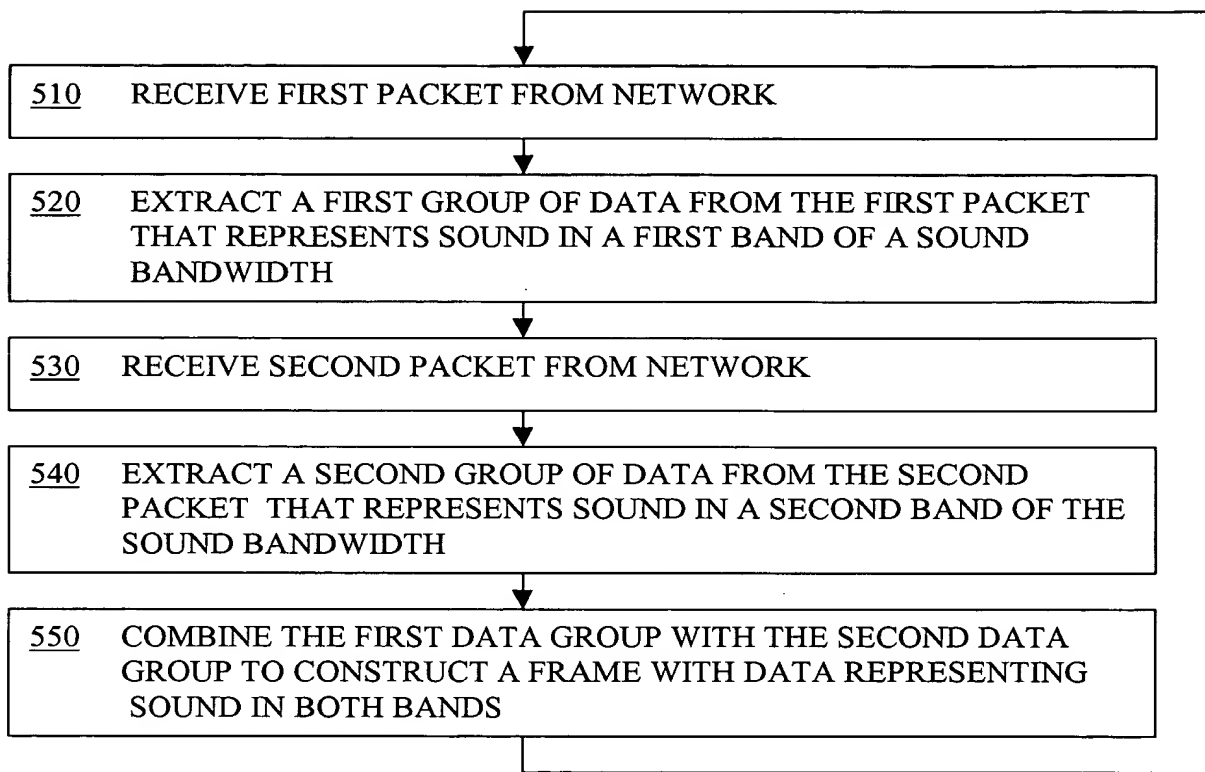 510 RECEIVE FIRST PACKET FROM NETWORK
520 EXTRACT A FIRST GROUP OF DATA FROM THE FIRST PACKET
THAT REPRESENTS SOUND IN A FIRST BAND OF A SOUND
BANDWIDTH
530 RECEIVE SECOND PACKET FROM NETWORK
540 EXTRACT A SECOND GROUP OF DATA FROM THE SECOND
PACKET THAT REPRESENTS SOUND IN A SECOND BAND OF THE
SOUND BANDWIDTH
550 COMBINE THE FIRST DATA GROUP WITH THE SECOND DATA
GROUP TO CONSTRUCT A FRAME WITH DATA REPRESENTING
SOUND IN BOTH BANDS